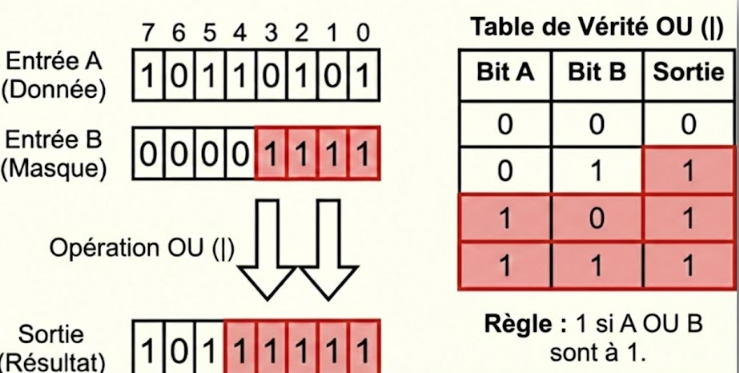 7 6 5 4 3 2 1 0
Entrée A
(Donnée)
1 0 1 1 0 1 0 1
Entrée B
(Masque)
0 0 0 0 1 1 1 1
Opération OU (|)
Sortie
(Résultat)
1 0 1 1 1 1 1 1
Table de Vérité OU (|)
Bit A Bit B Sortie
0 0 0
0 1 1
1 0 1
1 1 1
Règle : 1 si A OU B
sont à 1.